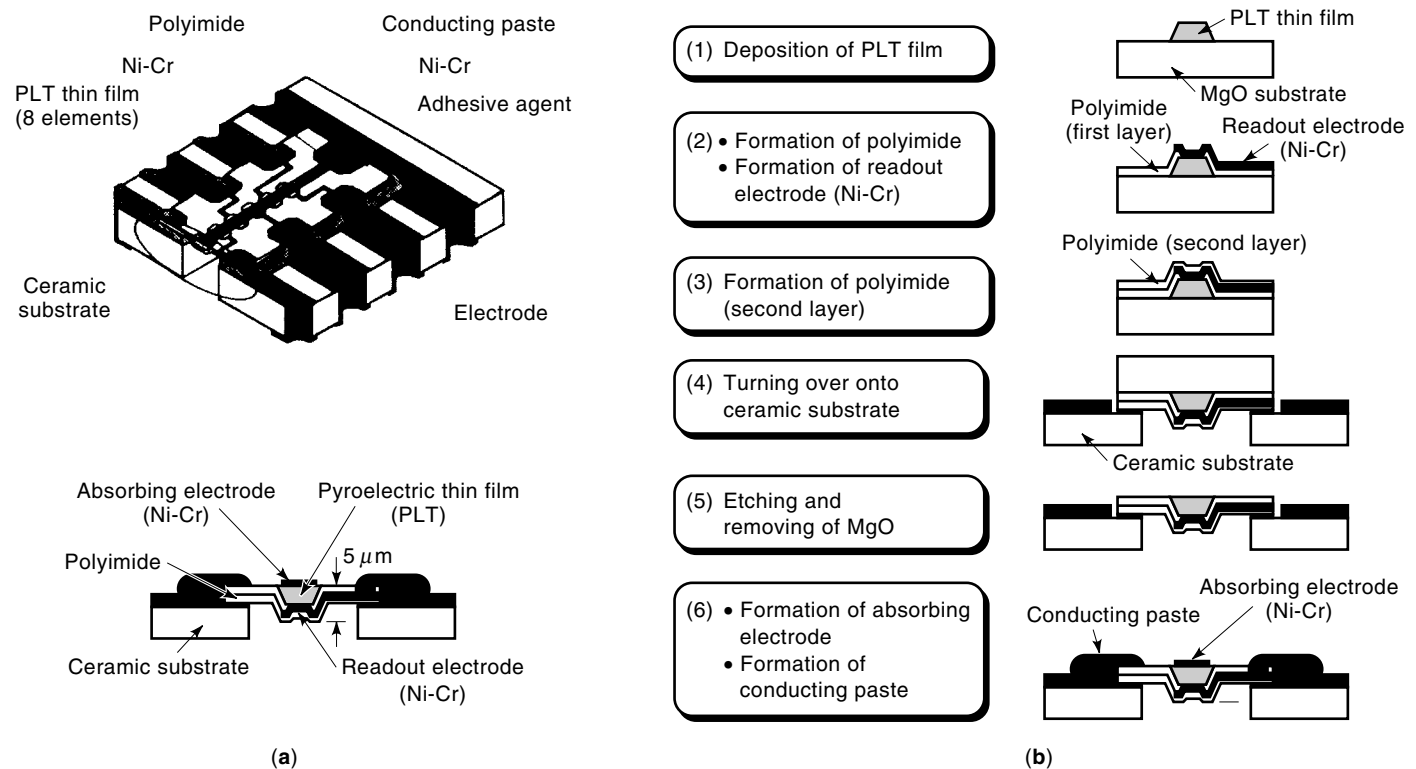 Polyimide
Conducting paste
Ni-Cr
Ni-Cr
PLT thin film
(8 elements)
Adhesive agent
Ceramic
substrate
Electrode
Absorbing electrode
(Ni-Cr)
Pyroelectric thin film
(PLT)
5 μm
Polyimide
Ceramic substrate
Readout electrode
(Ni-Cr)
(a)
(1) Deposition of PLT film
(2) • Formation of polyimide
• Formation of readout
electrode (Ni-Cr)
(3) Formation of polyimide
(second layer)
(4) Turning over onto
ceramic substrate
(5) Etching and
removing of MgO
(6) • Formation of absorbing
electrode
• Formation of
conducting paste
PLT thin film
MgO substrate
Polyimide
(first layer)
Readout electrode
(Ni-Cr)
Polyimide (second layer)
Ceramic substrate
Absorbing electrode
(Ni-Cr)
Conducting paste
(b)